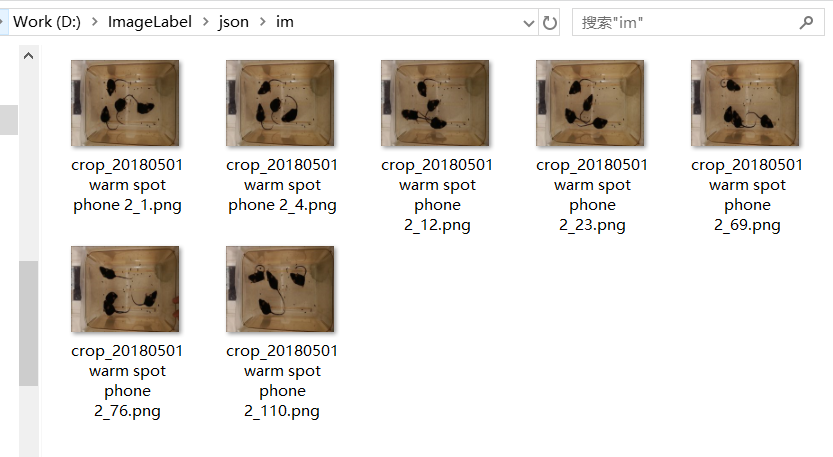 Work (D:) > ImageLabel > json > im
搜索"im"
crop_20180501
warm spot
phone 2_1.png
crop_20180501
warm spot
phone 2_4.png
crop_20180501
warm spot
phone
2_12.png
crop_20180501
warm spot
phone
2_23.png
crop_20180501
warm spot
phone
2_69.png
crop_20180501
warm spot
phone
2_76.png
crop_20180501
warm spot
phone
2_110.png